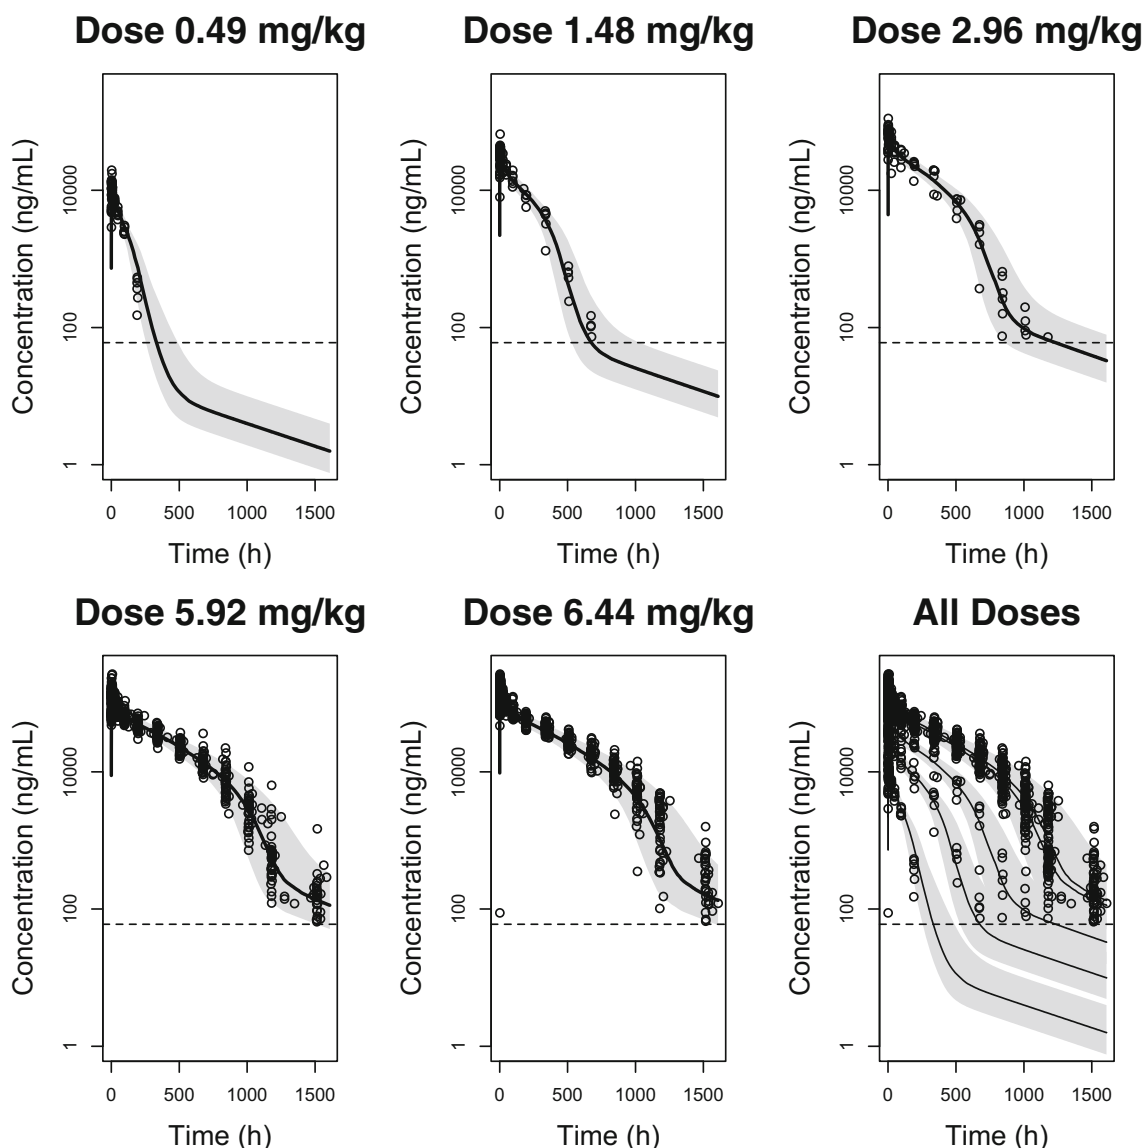 Dose 0.49 mg/kg
Dose 1.48 mg/kg
Dose 2.96 mg/kg
Concentration (ng/mL)
10000
100
1
0 500 1000 1500
Time (h)
Concentration (ng/mL)
10000
100
1
0 500 1000 1500
Time (h)
Concentration (ng/mL)
10000
100
1
0 500 1000 1500
Time (h)
Dose 5.92 mg/kg
Dose 6.44 mg/kg
All Doses
Concentration (ng/mL)
10000
100
1
0 500 1000 1500
Time (h)
Concentration (ng/mL)
10000
100
1
0 500 1000 1500
Time (h)
Concentration (ng/mL)
10000
100
1
0 500 1000 1500
Time (h)